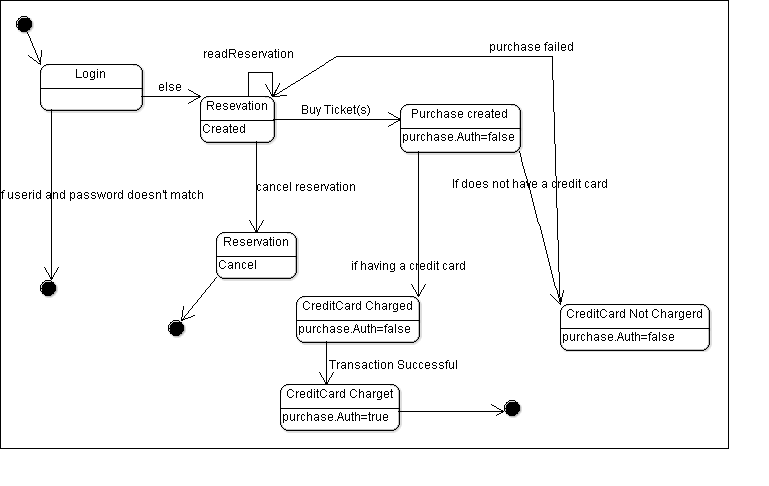 readReservation
purchase failed
Login
else
Resevation
Created
Buy Ticket(s)
Purchase created
purchase.Auth=false
f userid and password doesn't match
cancel reservation
If does not have a credit card
Reservation
Cancel
if having a credit card
CreditCard Charged
purchase.Auth=false
CreditCard Not Chargerd
purchase.Auth=false
Transaction Successful
CreditCard Charget
purchase.Auth=true